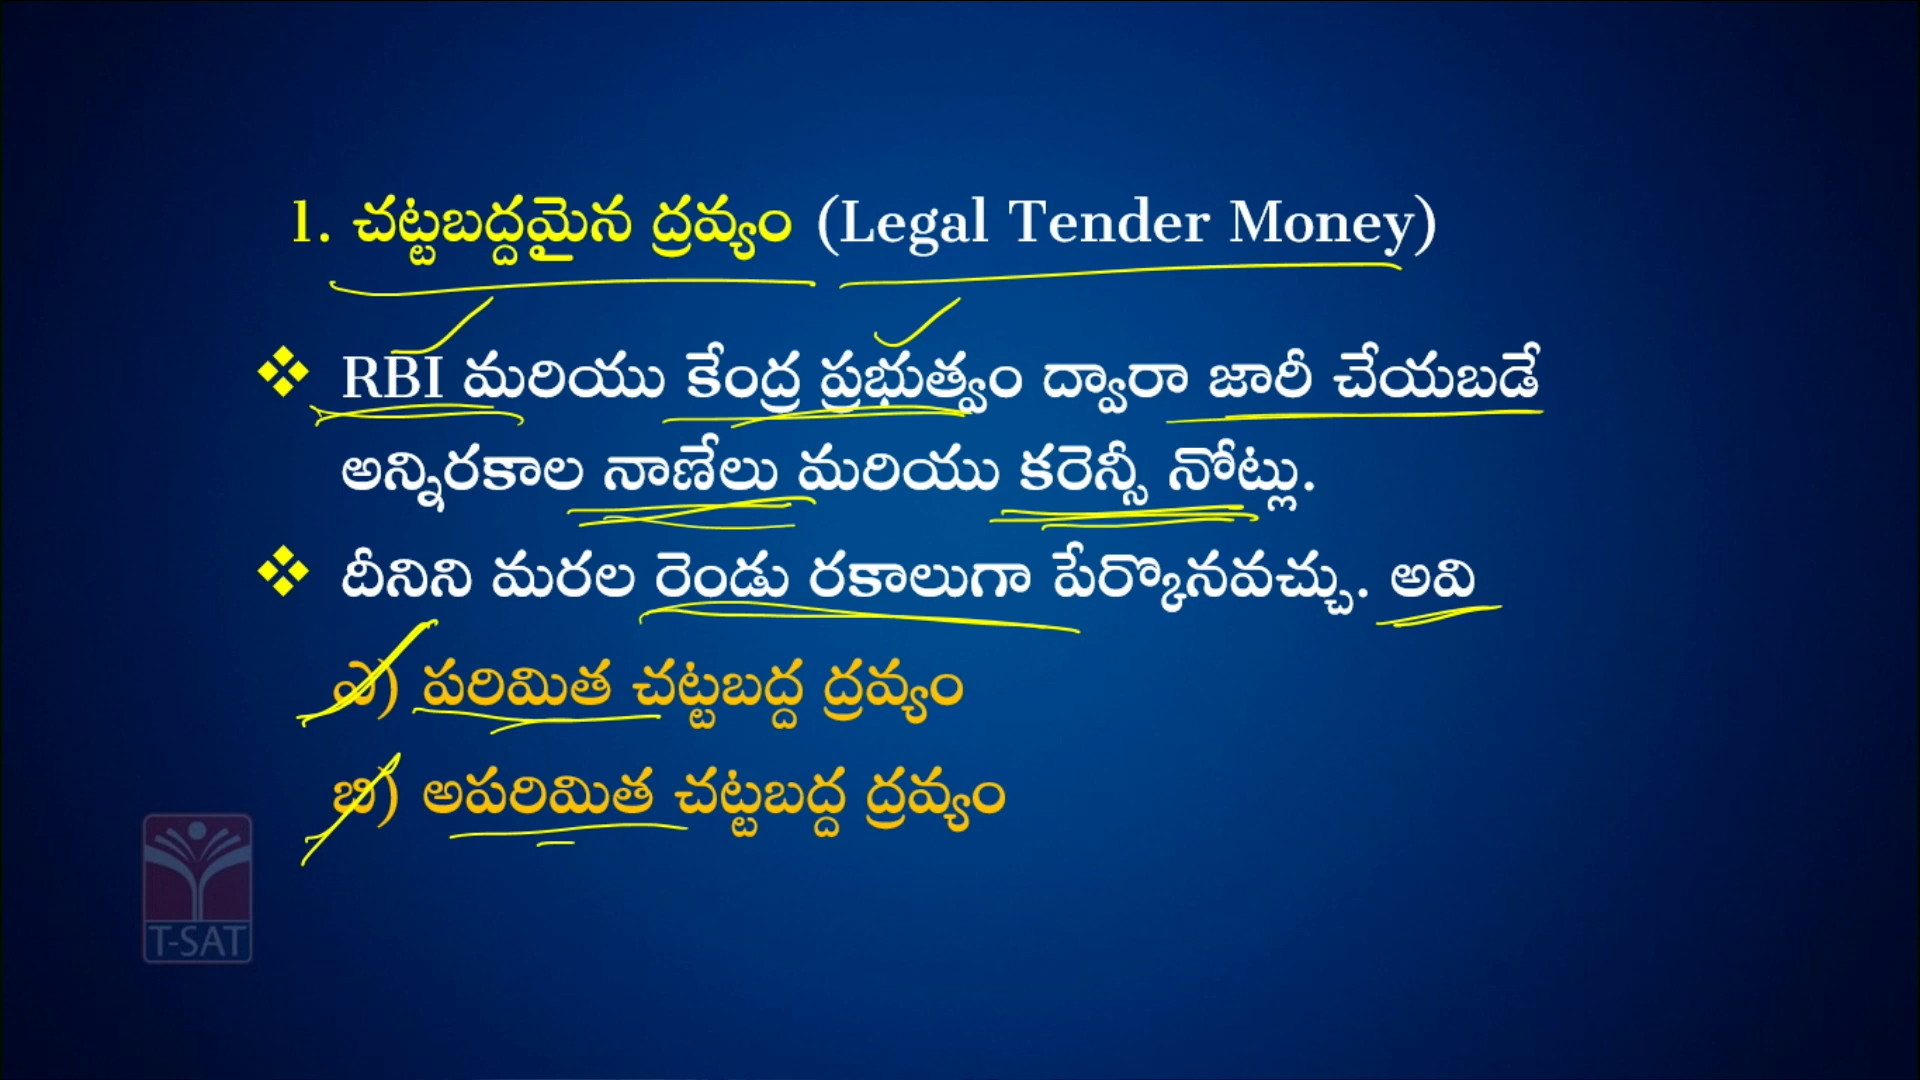 1. చట్టబద్దమైన ద్రవ్యం (Legal Tender Money)
❖ RBI మరియు కేంద్ర ప్రభుత్వం ద్వారా జారీ చేయబడే
అన్నిరకాల నాణేలు మరియు కరెన్సీ నోట్లు.
❖ దీనిని మరల రెండు రకాలుగా పేర్కొనవచ్చు. అవి
ఎ) పరిమిత చట్టబద్ద ద్రవ్యం
బి) అపరిమిత చట్టబద్ద ద్రవ్యం
T-SAT